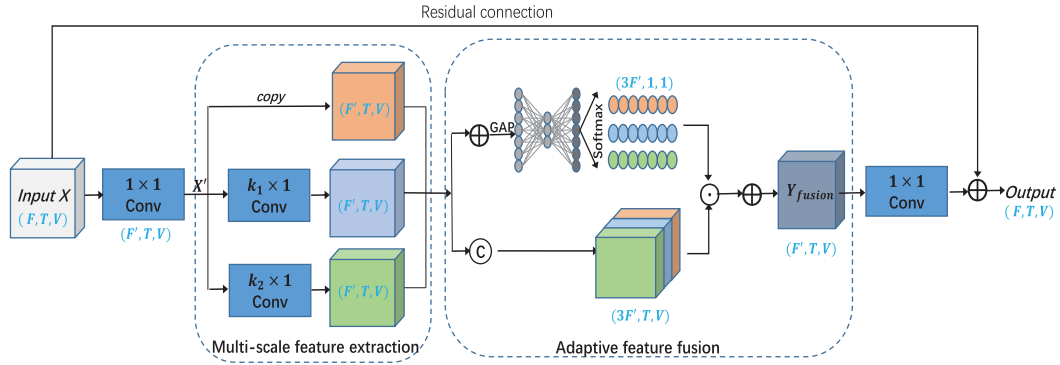 Residual connection
Input X
(F,T,V)
1 × 1
Conv
(F′,T,V)
X′
copy
(F′,T,V)
k₁ × 1
Conv
(F′,T,V)
k₂ × 1
Conv
(F′,T,V)
Multi-scale feature extraction
GAP
Softmax
(3F′,1,1)
C
(3F′,T,V)
Y_fusion
(F′,T,V)
Adaptive feature fusion
1 × 1
Conv
Output
(F,T,V)